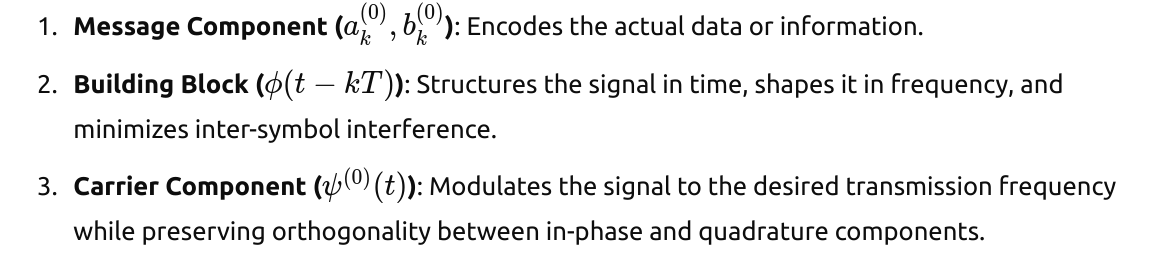 1. Message Component (a_k^(0), b_k^(0)): Encodes the actual data or information.
2. Building Block (ϕ(t − kT)): Structures the signal in time, shapes it in frequency, and
minimizes inter-symbol interference.
3. Carrier Component (ψ^(0)(t)): Modulates the signal to the desired transmission frequency
while preserving orthogonality between in-phase and quadrature components.